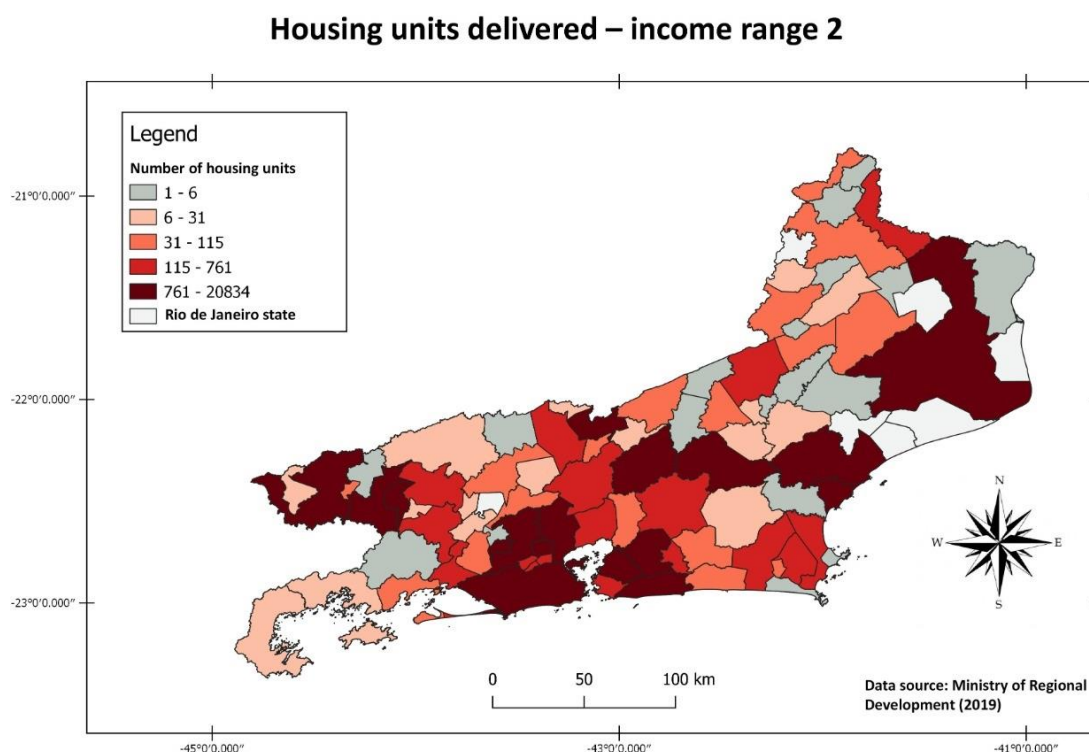 Housing units delivered – income range 2
Legend
Number of housing units
1 - 6
6 - 31
31 - 115
115 - 761
761 - 20834
Rio de Janeiro state
-21°0'0.000"
-22°0'0.000"
-23°0'0.000"
N
W
E
S
0
50
100 km
Data source: Ministry of Regional
Development (2019)
-45°0'0.000"
-43°0'0.000"
-41°0'0.000"